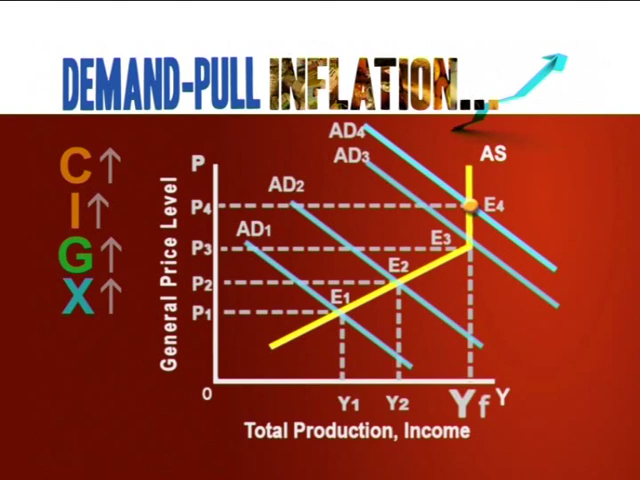 DEMAND-PULL INFLATION...
C↑
I↑
G↑
X↑
General Price Level
P
P4
P3
P2
P1
0
AD4
AD3
AD2
AD1
AS
E4
E3
E2
E1
Y1 Y2 Yf Y
Total Production, Income